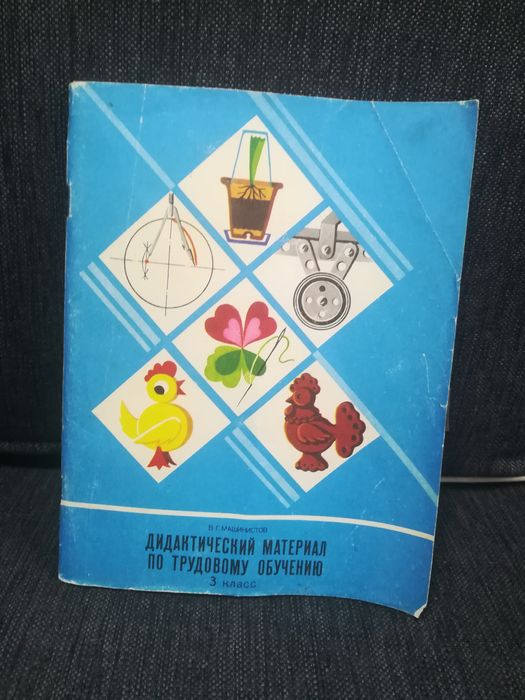 В. Г. МАШИНИСТОВ
ДИДАКТИЧЕСКИЙ МАТЕРИАЛ
ПО ТРУДОВОМУ ОБУЧЕНИЮ
3 класс